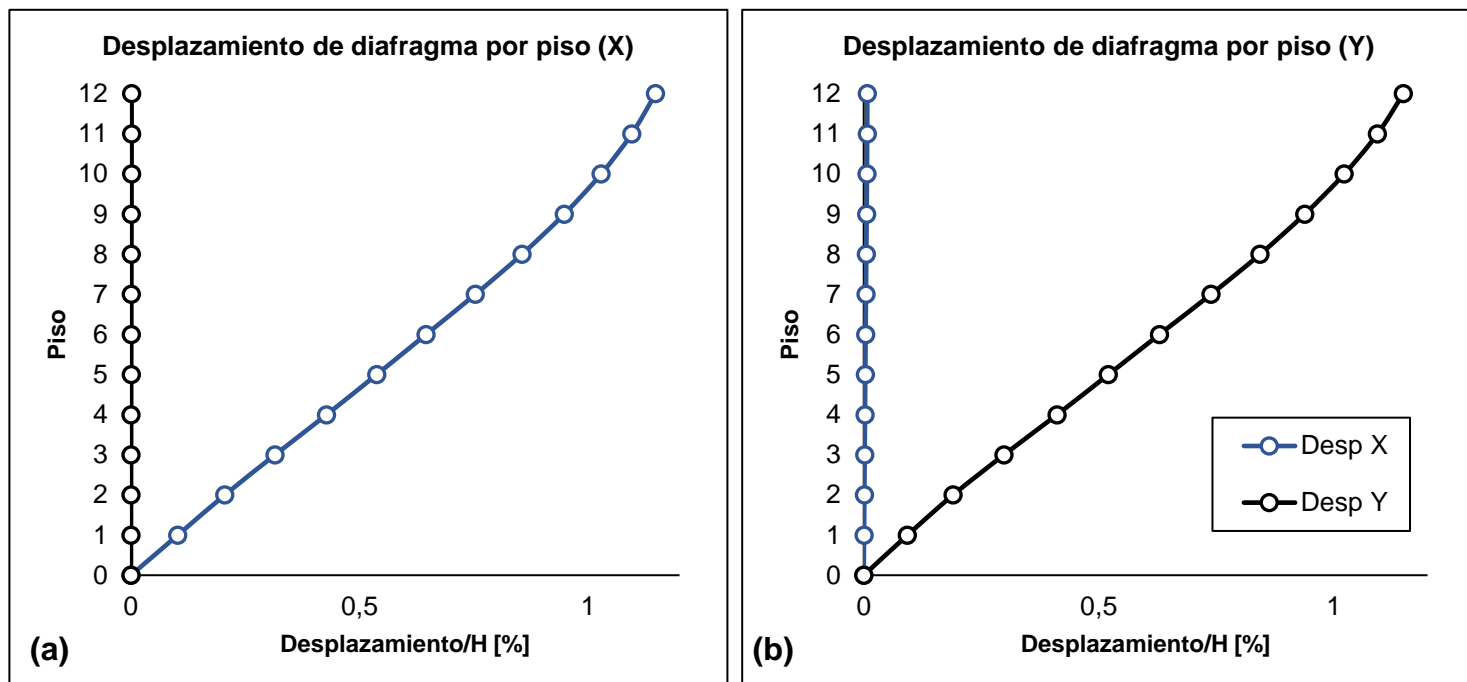 Desplazamiento de diafragma por piso (X)
12
11
10
9
8
7
6
5
4
3
2
1
0
Piso
0 0,5 1
Desplazamiento/H [%]
(a)
Desplazamiento de diafragma por piso (Y)
12
11
10
9
8
7
6
5
4
3
2
1
0
Piso
Desp X
Desp Y
0 0,5 1
Desplazamiento/H [%]
(b)